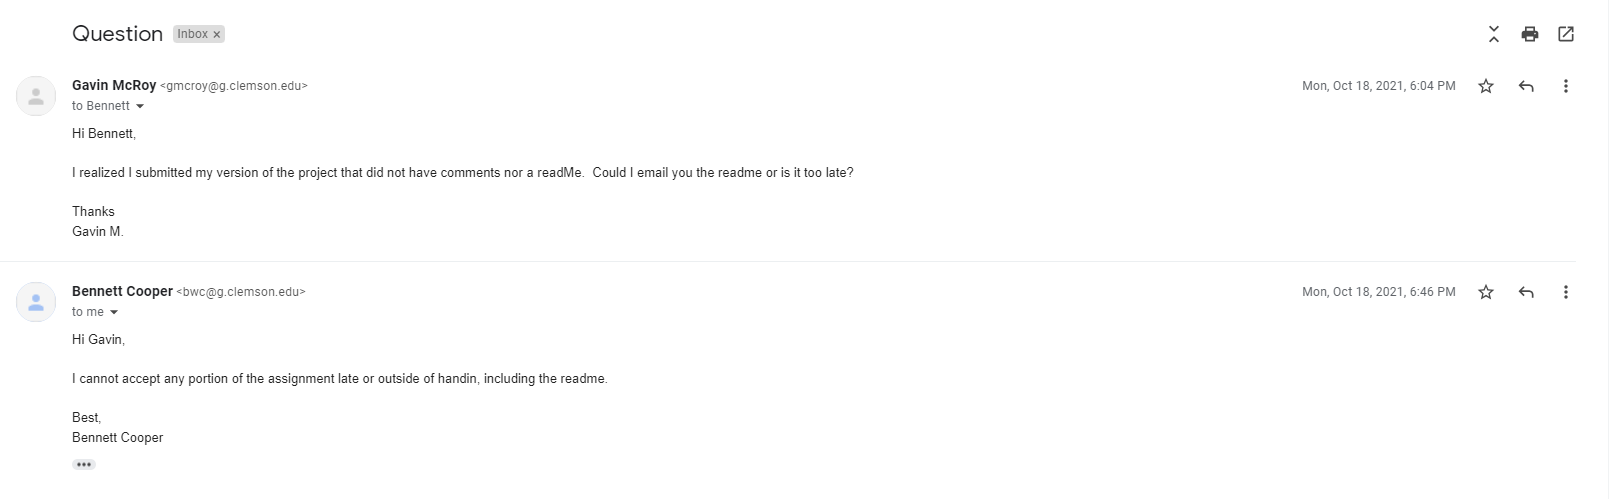 Question Inbox ×
Gavin McRoy <gmcroy@g.clemson.edu> Mon, Oct 18, 2021, 6:04 PM
to Bennett
Hi Bennett,
I realized I submitted my version of the project that did not have comments nor a readMe.  Could I email you the readme or is it too late?
Thanks
Gavin M.
Bennett Cooper <bwc@g.clemson.edu> Mon, Oct 18, 2021, 6:46 PM
to me
Hi Gavin,
I cannot accept any portion of the assignment late or outside of handin, including the readme.
Best,
Bennett Cooper